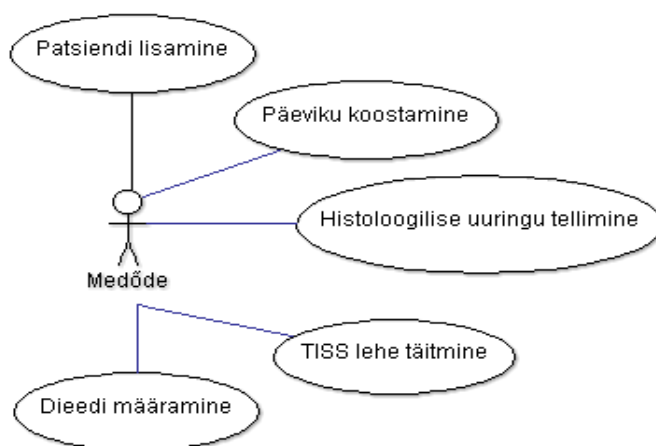 Patsiendi lisamine
Päeviku koostamine
Histoloogilise uuringu tellimine
Medőde
TISS lehe täitmine
Dieedi määramine